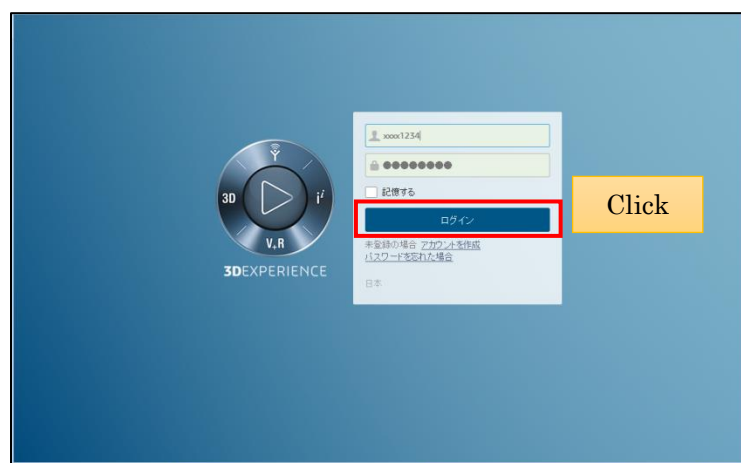 xxxx1234
●●●●●●●●
記憶する
ログイン
Click
未登録の場合 アカウントを作成
パスワードを忘れた場合
日本
3D
i²
V,R
3DEXPERIENCE